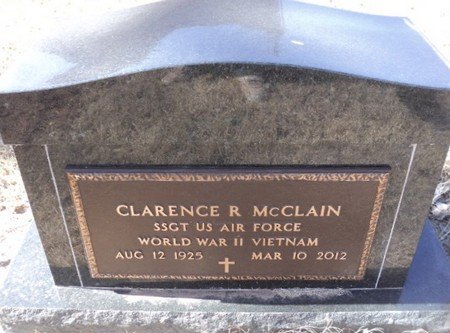 CLARENCE R McCLAIN
SSGT US AIR FORCE
WORLD WAR II VIETNAM
AUG 12 1925 MAR 10 2012